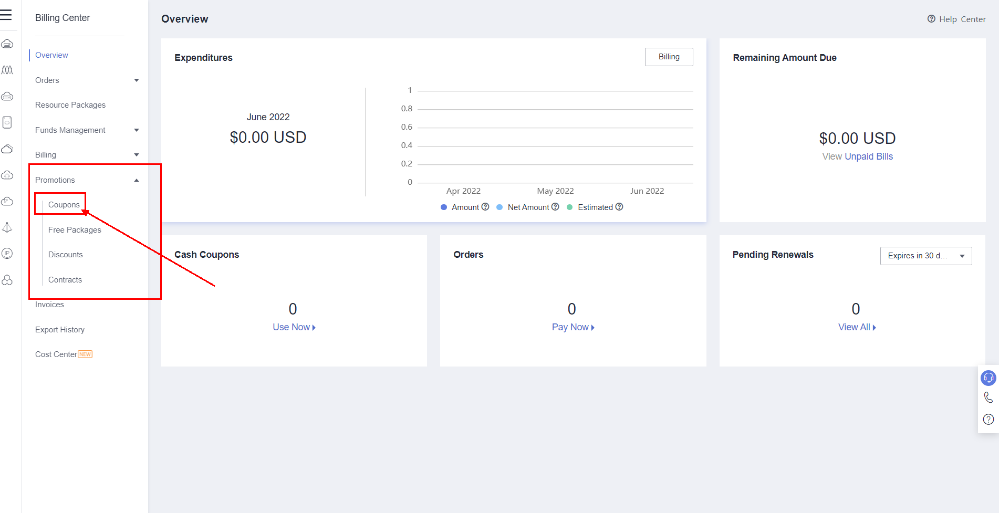 Billing Center
Overview
Orders
Resource Packages
Funds Management
Billing
Promotions
Coupons
Free Packages
Discounts
Contracts
Invoices
Export History
Cost Center NEW
Overview
Help Center
Expenditures
Billing
June 2022
$0.00 USD
1
0.8
0.6
0.4
0.2
0
Apr 2022 May 2022 Jun 2022
Amount ? Net Amount ? Estimated ?
Remaining Amount Due
$0.00 USD
View Unpaid Bills
Cash Coupons
0
Use Now
Orders
0
Pay Now
Pending Renewals
Expires in 30 d...
0
View All
IP